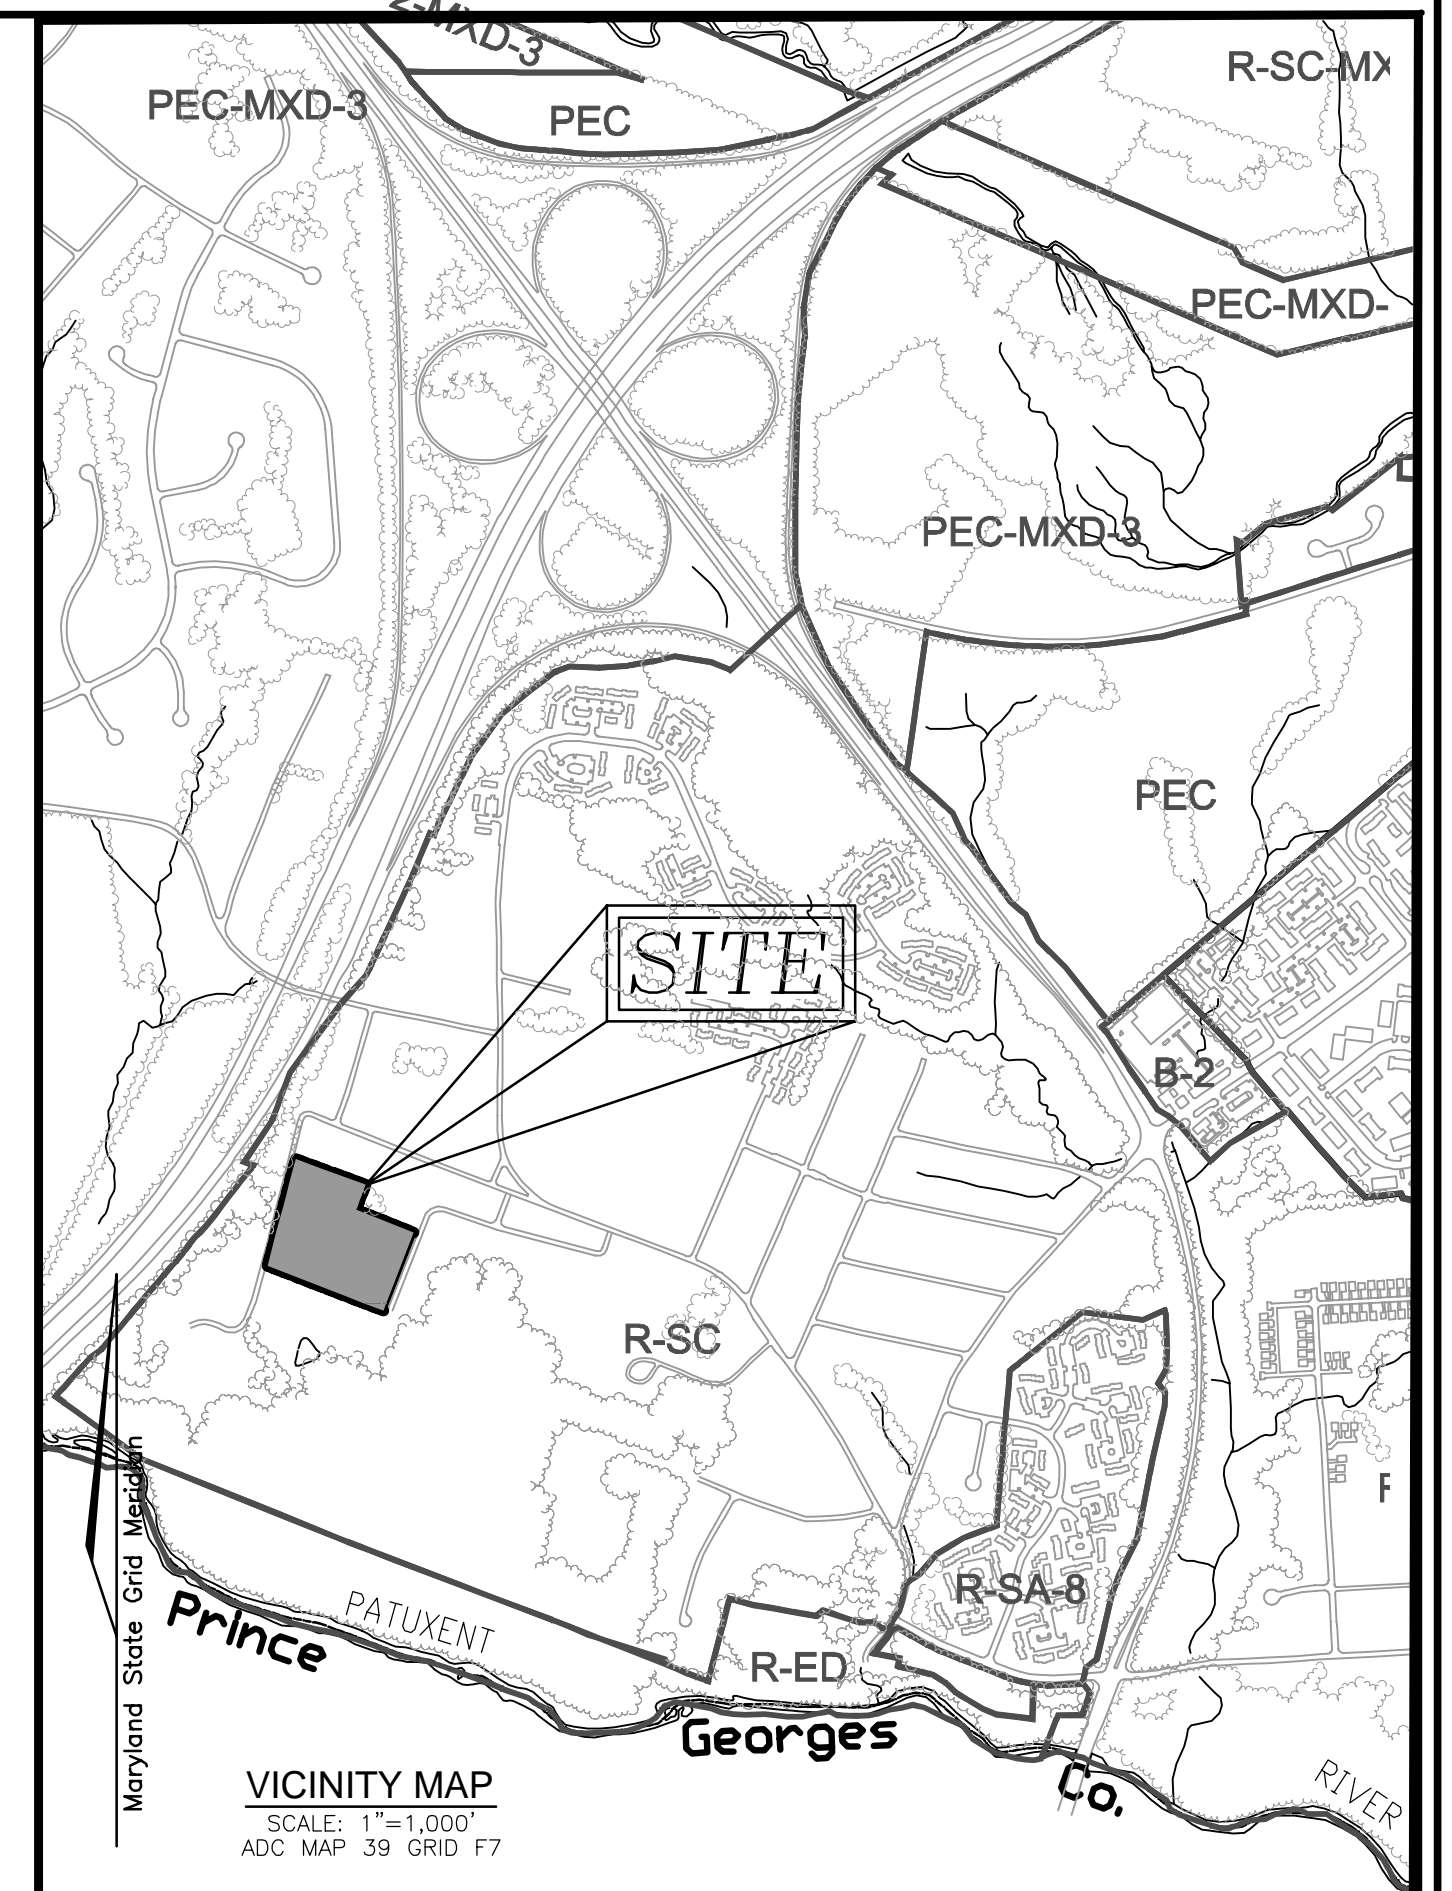 PEC-MXD-3
PEC
R-SC-MX
PEC-MXD-
PEC-MXD-3
PEC
SITE
B-2
R-SC
R-SA-8
R-ED
Maryland State Grid Meridian
PATUXENT
RIVER
Prince
Georges
Co.
VICINITY MAP
SCALE: 1"=1,000'
ADC MAP 39 GRID F7